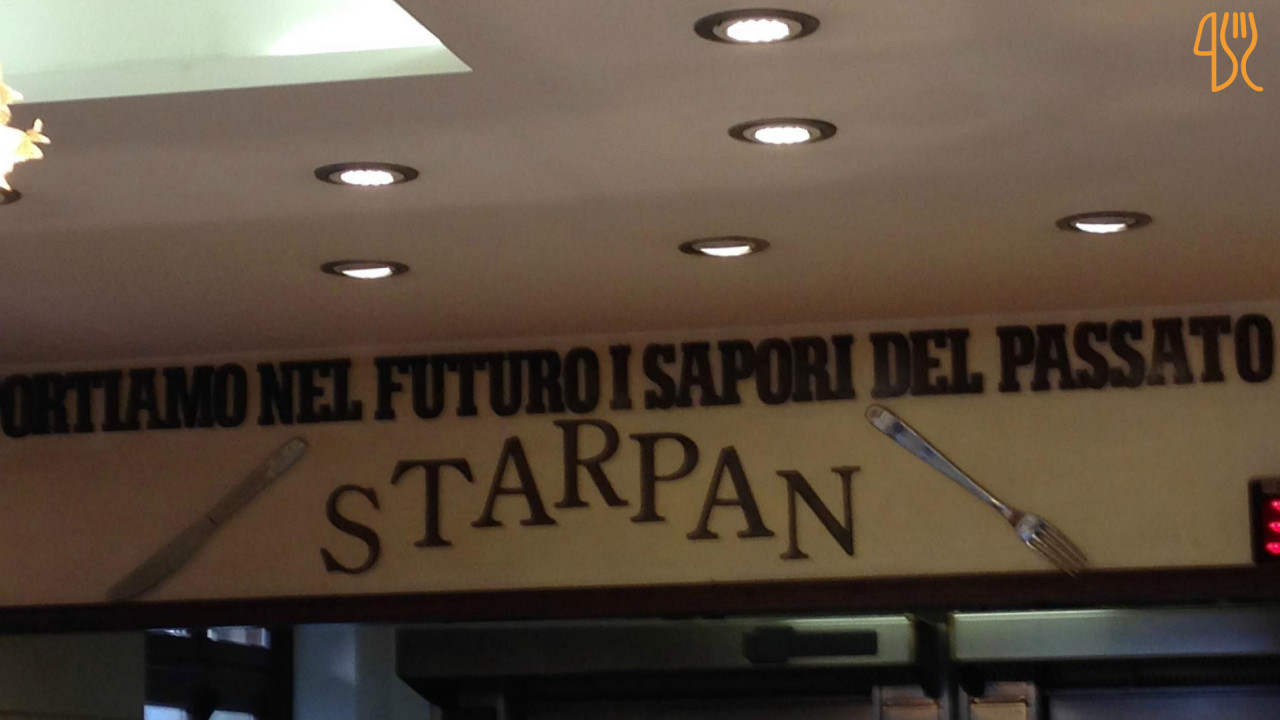 ORTIAMO NEL FUTURO I SAPORI DEL PASSATO
STARPAN